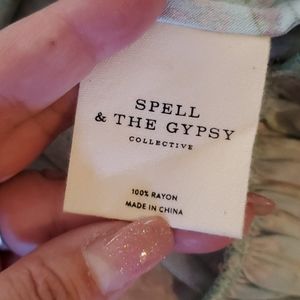 SPELL
& THE GYPSY
COLLECTIVE
100% RAYON
MADE IN CHINA